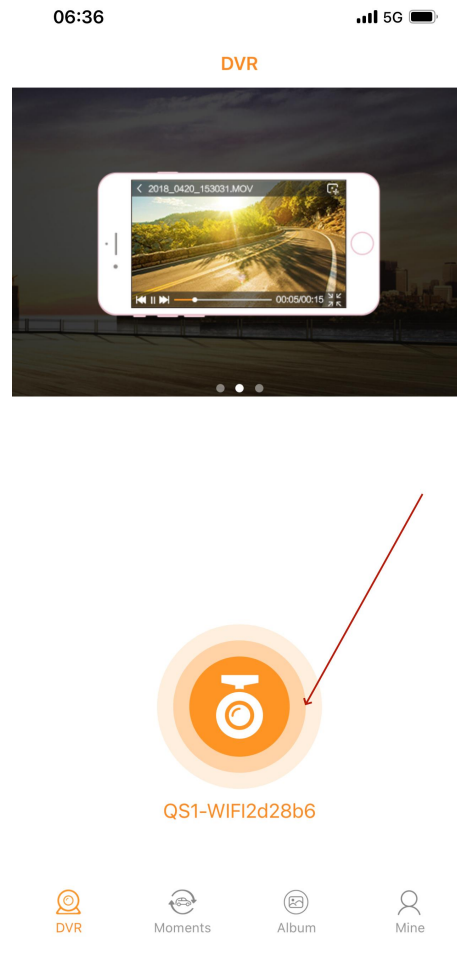 06:36
5G
DVR
2018_0420_153031.MOV
00:05/00:15
QS1-WIFI2d28b6
DVR
Moments
Album
Mine